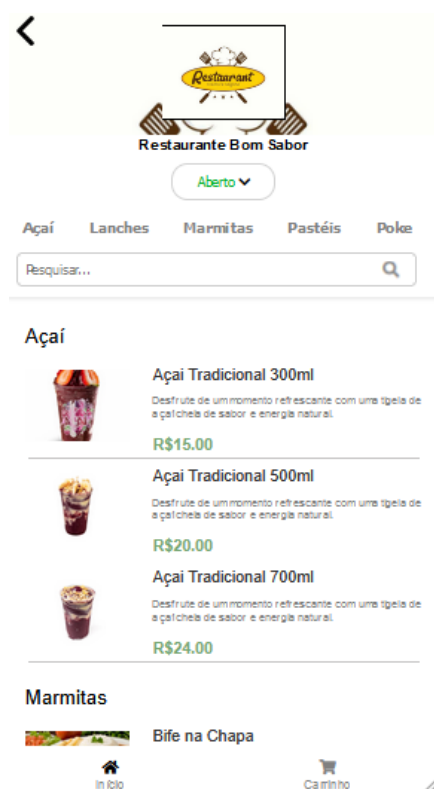 Restaurant
Restaurante Bom Sabor
Aberto
Açaí Lanches Marmitas Pastéis Poke
Pesquisar...
Açaí
Açai Tradicional 300ml
Desfrute de um momento refrescante com uma tigela de
açaí cheia de sabor e energia natural.
R$15.00
Açai Tradicional 500ml
Desfrute de um momento refrescante com uma tigela de
açaí cheia de sabor e energia natural.
R$20.00
Açai Tradicional 700ml
Desfrute de um momento refrescante com uma tigela de
açaí cheia de sabor e energia natural.
R$24.00
Marmitas
Bife na Chapa
Início Carrinho